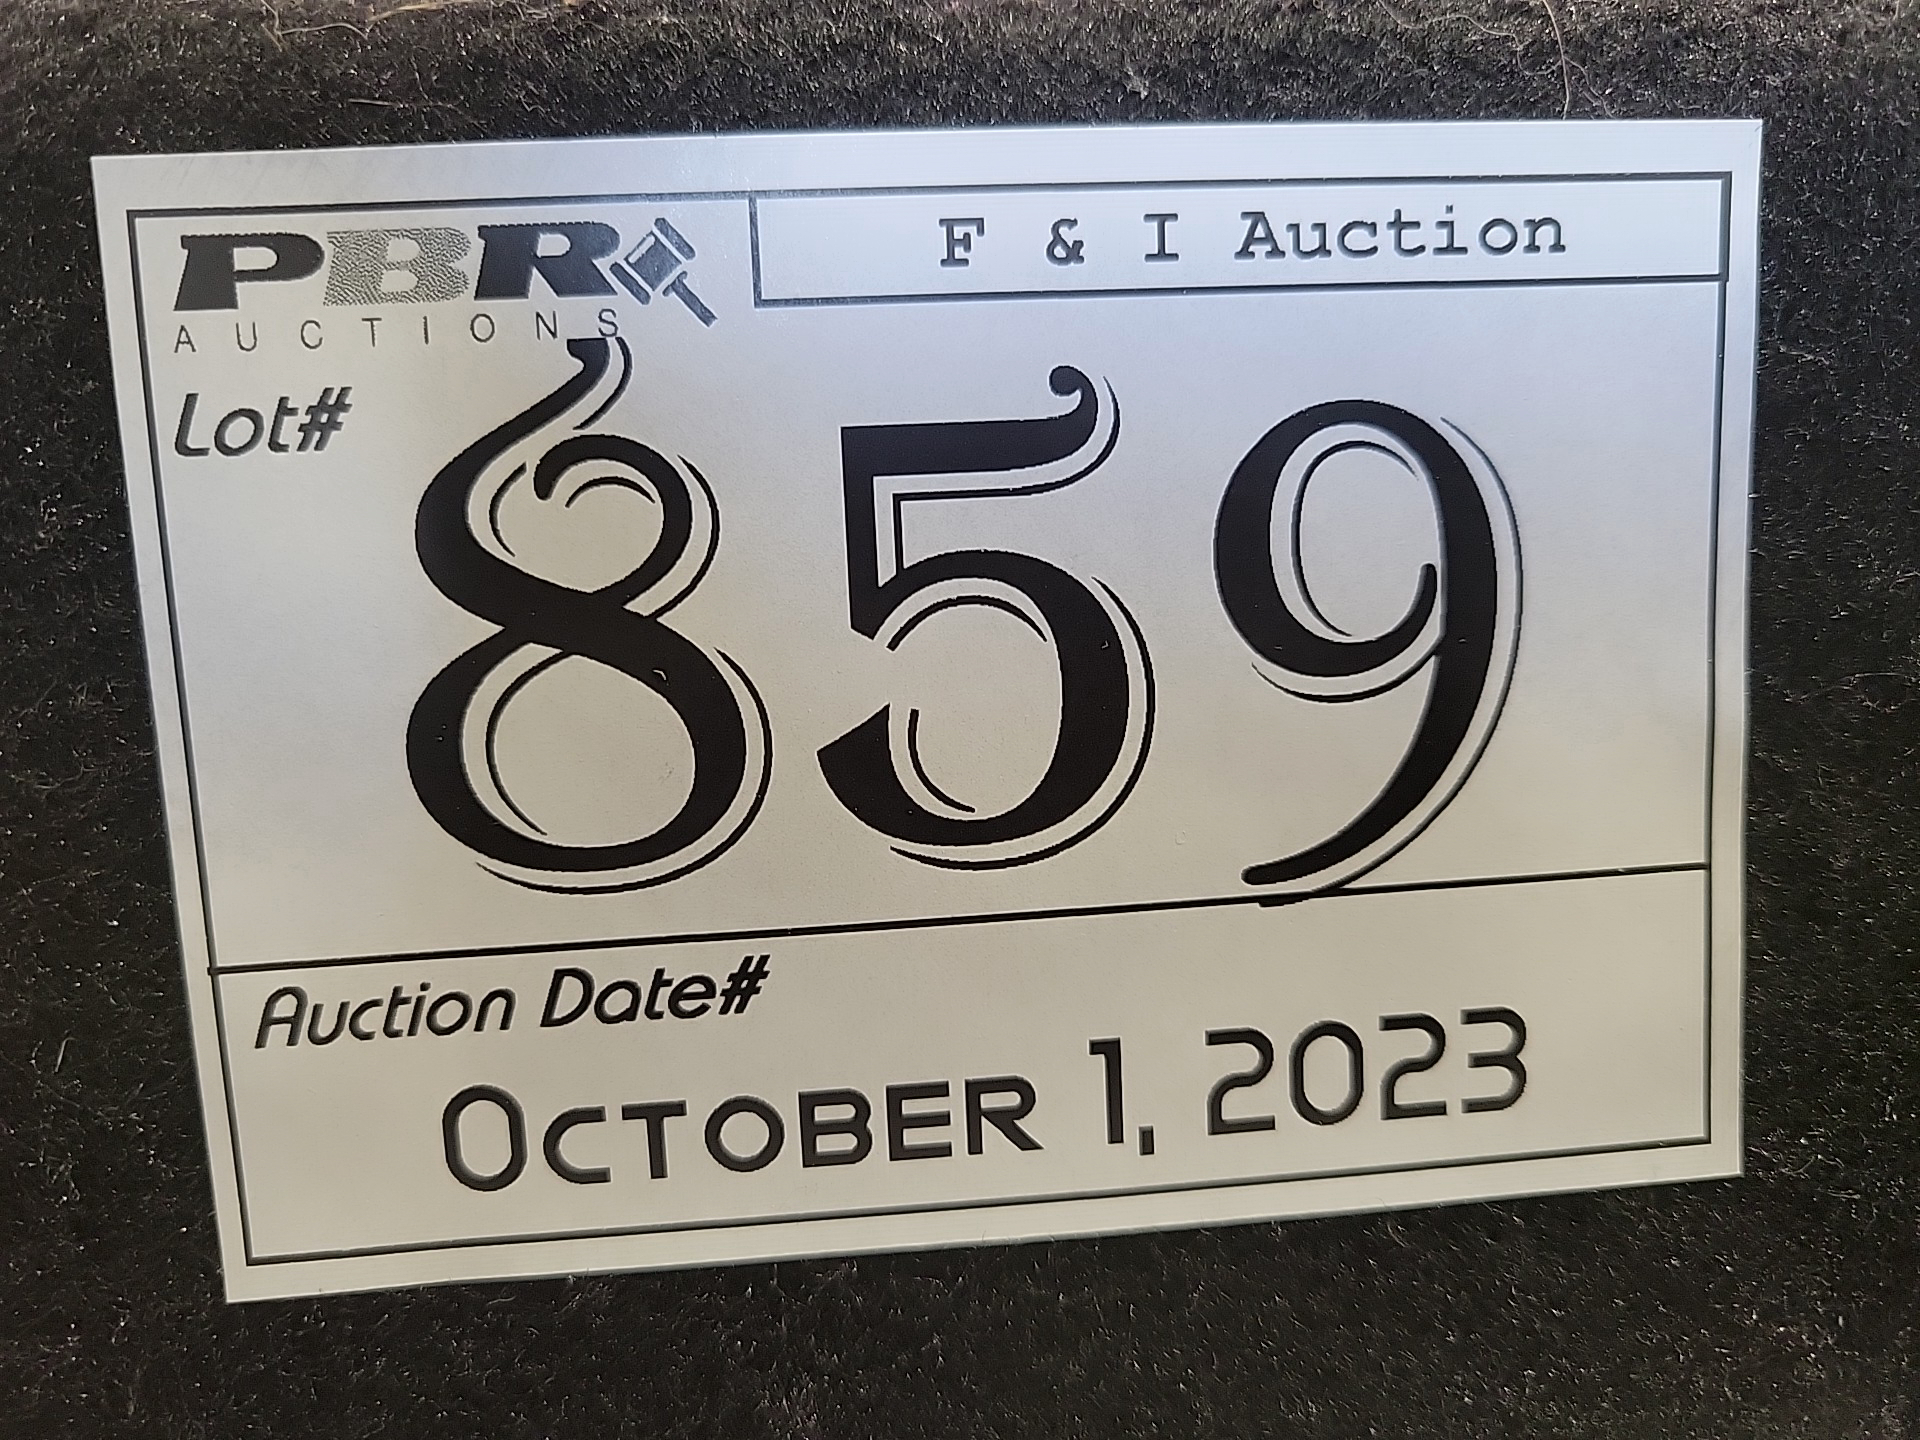 PBR
AUCTIONS
F & I Auction
Lot#
859
Auction Date#
OCTOBER 1, 2023